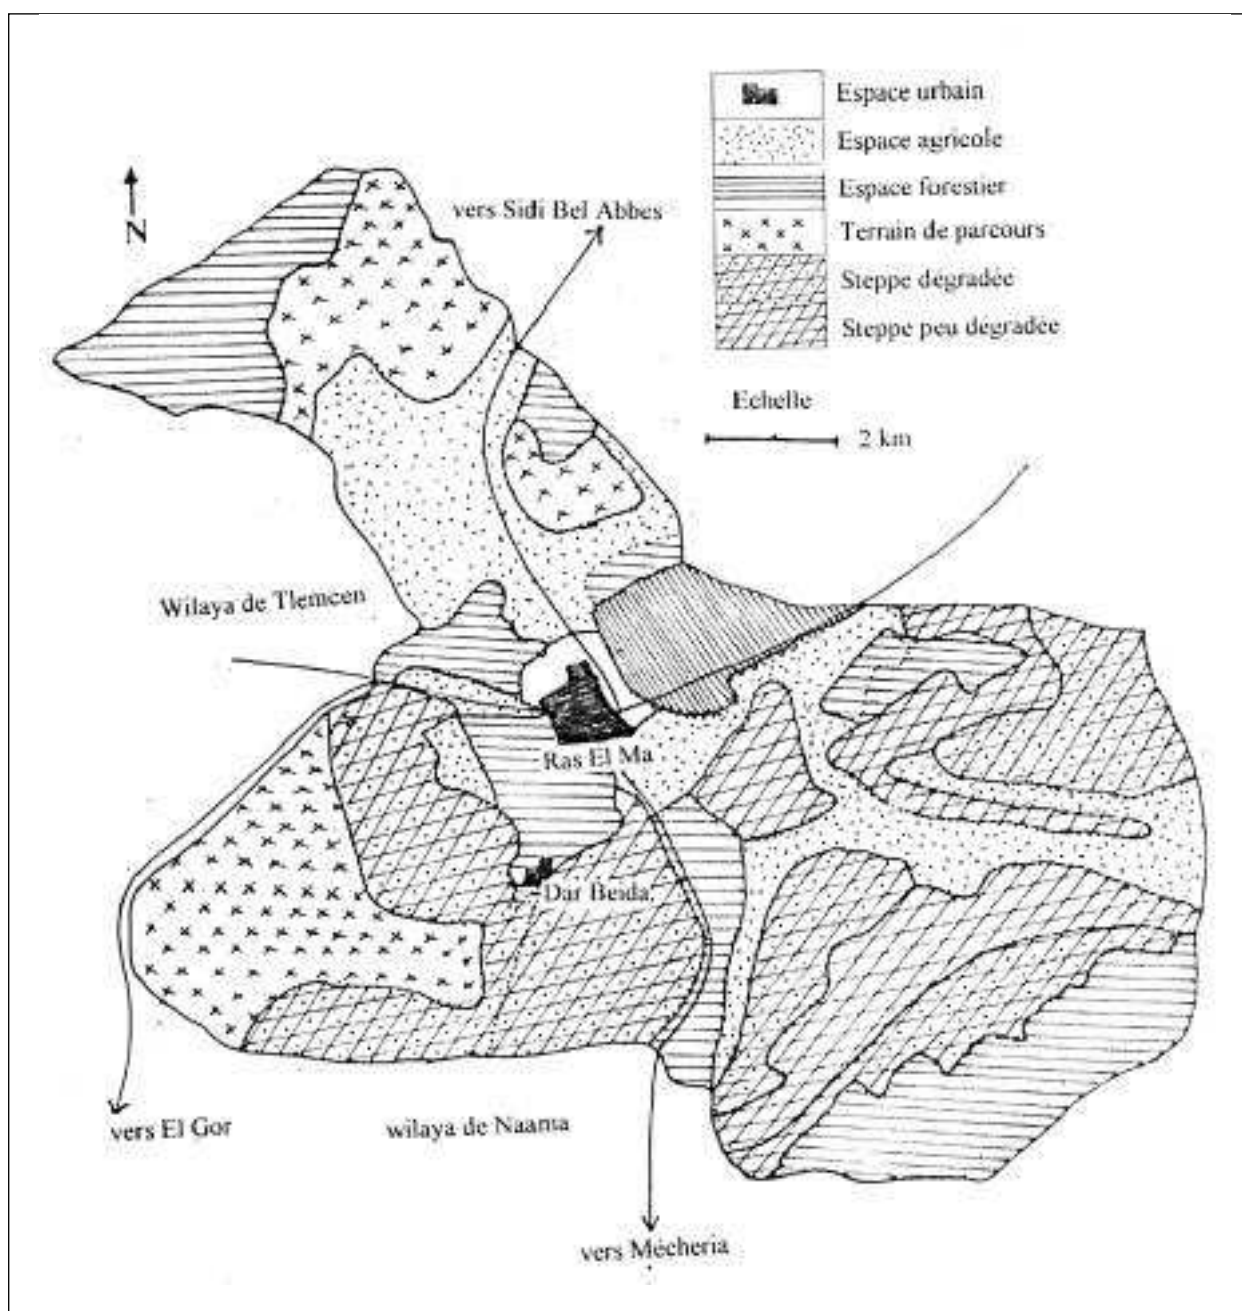 Espace urbain
Espace agricole
Espace forestier
Terrain de parcours
Steppe dégradée
Steppe peu dégradée
N
vers Sidi Bel Abbes
Echelle
2 km
Wilaya de Tlemcen
Ras El Ma
Dar Beida
vers El Gor
wilaya de Naama
vers Mécheria